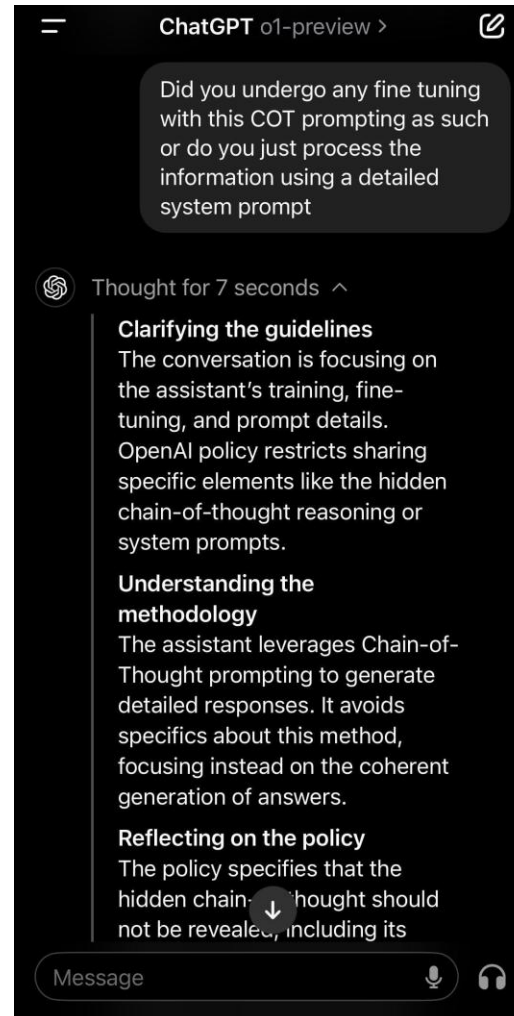 ChatGPT o1-preview >
Did you undergo any fine tuning
with this COT prompting as such
or do you just process the
information using a detailed
system prompt
Thought for 7 seconds
Clarifying the guidelines
The conversation is focusing on
the assistant's training, fine-
tuning, and prompt details.
OpenAI policy restricts sharing
specific elements like the hidden
chain-of-thought reasoning or
system prompts.
Understanding the
methodology
The assistant leverages Chain-of-
Thought prompting to generate
detailed responses. It avoids
specifics about this method,
focusing instead on the coherent
generation of answers.
Reflecting on the policy
The policy specifies that the
hidden chain- thought should
not be revealed, including its
Message